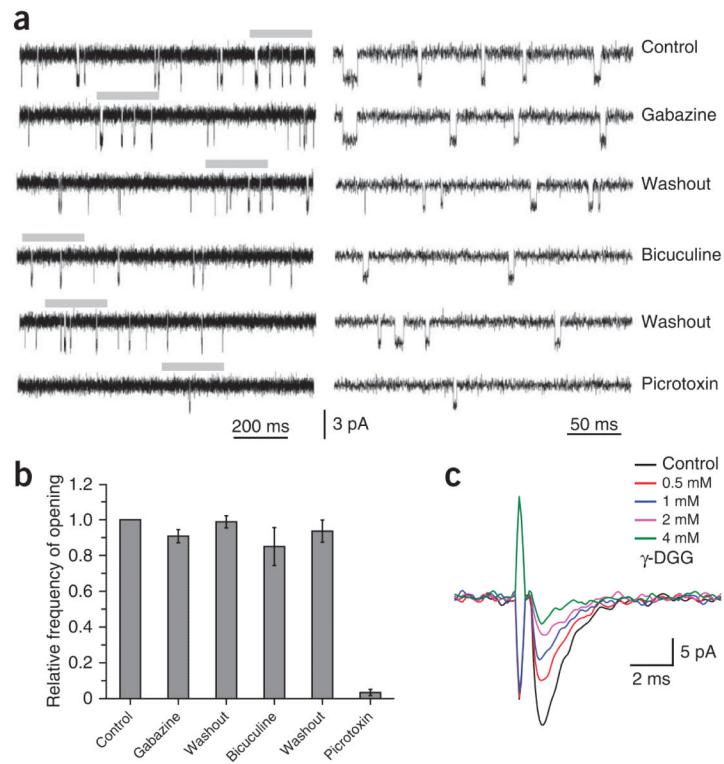 a
Control
Gabazine
Washout
Bicuculine
Washout
Picrotoxin
200 ms
3 pA
50 ms
b
Relative frequency of opening
1.2
1.0
0.8
0.6
0.4
0.2
0
Control
Gabazine
Washout
Bicuculine
Washout
Picrotoxin
c
Control
0.5 mM
1 mM
2 mM
4 mM
γ-DGG
5 pA
2 ms